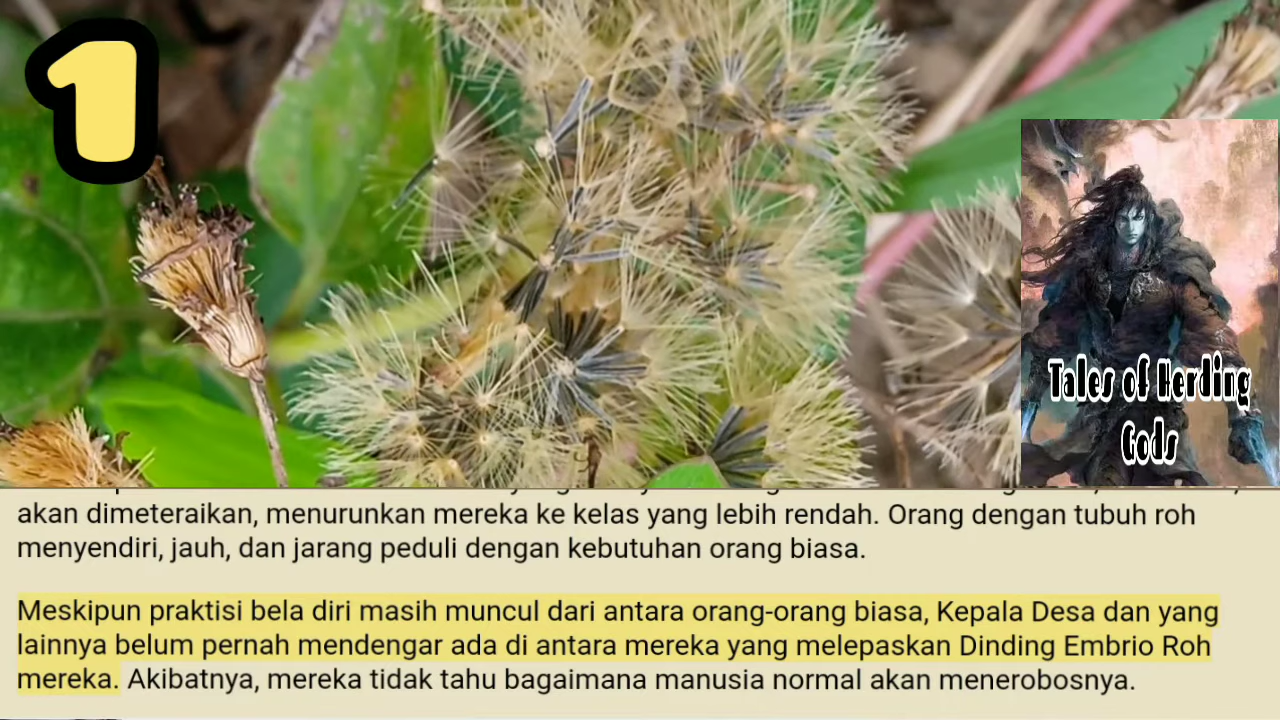 1
Tales of Herding
Gods
akan dimeteraikan, menurunkan mereka ke kelas yang lebih rendah. Orang dengan tubuh roh
menyendiri, jauh, dan jarang peduli dengan kebutuhan orang biasa.
Meskipun praktisi bela diri masih muncul dari antara orang-orang biasa, Kepala Desa dan yang
lainnya belum pernah mendengar ada di antara mereka yang melepaskan Dinding Embrio Roh
mereka. Akibatnya, mereka tidak tahu bagaimana manusia normal akan menerobosnya.